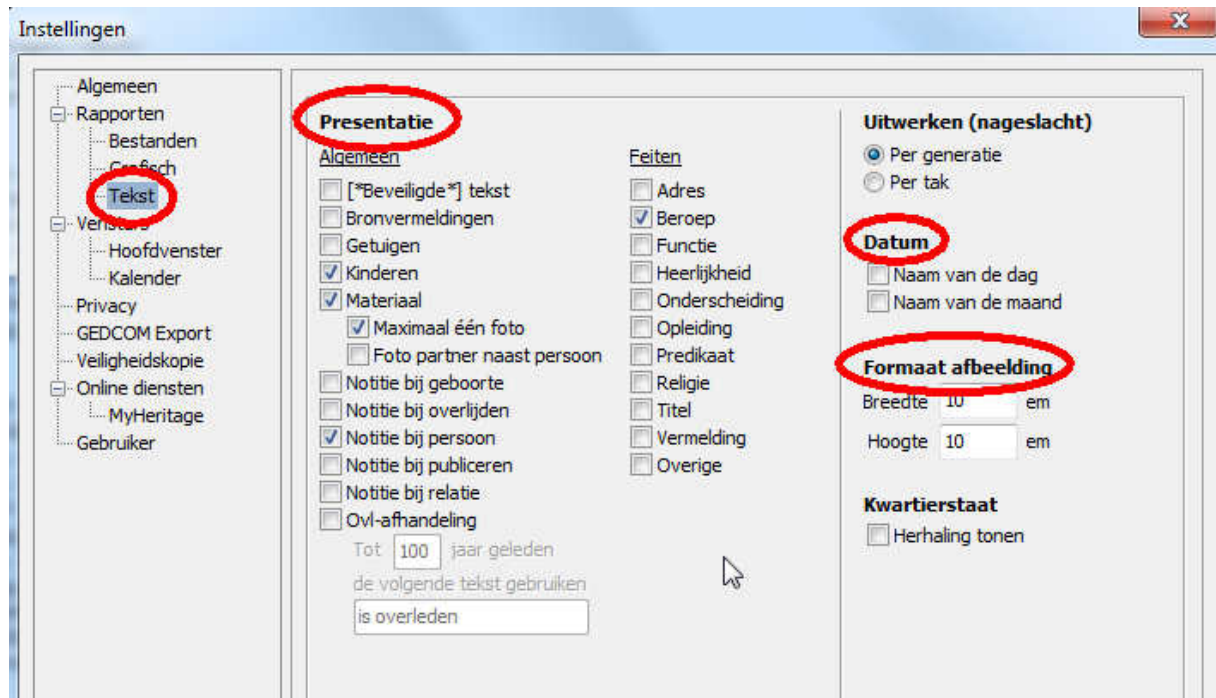 Instellingen
Algemeen
Rapporten
Bestanden
Grafisch
Tekst
Vensters
Hoofdvenster
Kalender
Privacy
GEDCOM Export
Veiligheidskopie
Online diensten
MyHeritage
Gebruiker
Presentatie
Algemeen
[*Beveiligde*] tekst
Bronvermeldingen
Getuigen
Kinderen
Materiaal
Maximaal één foto
Foto partner naast persoon
Notitie bij geboorte
Notitie bij overlijden
Notitie bij persoon
Notitie bij publiceren
Notitie bij relatie
Ovl-afhandeling
Tot 100 jaar geleden
de volgende tekst gebruiken
is overleden
Feiten
Adres
Beroep
Functie
Heerlijkheid
Onderscheiding
Opleiding
Predikaat
Religie
Titel
Vermelding
Overige
Uitwerken (nageslacht)
Per generatie
Per tak
Datum
Naam van de dag
Naam van de maand
Formaat afbeelding
Breedte 10 em
Hoogte 10 em
Kwartierstaat
Herhaling tonen